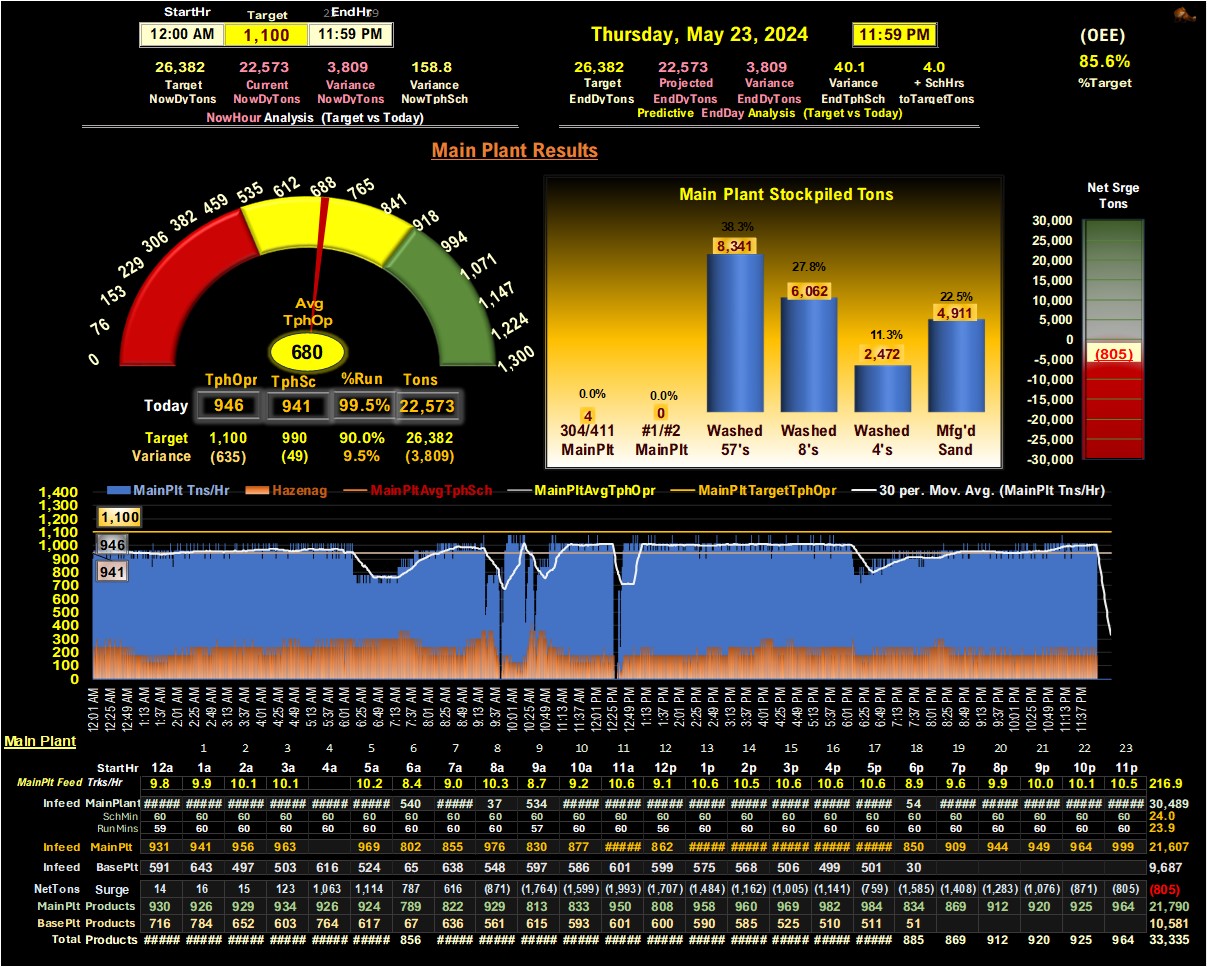 StartHr Target EndHr
12:00 AM 1,100 11:59 PM
Thursday, May 23, 2024 11:59 PM
(OEE)
85.6%
%Target
26,382 22,573 3,809 158.8
Target Current Variance Variance
NowDyTons NowDyTons NowDyTons NowTphSch
NowHour Analysis (Target vs Today)
26,382 22,573 3,809 40.1 4.0
Target Projected Variance Variance + SchHrs
EndDyTons EndDyTons EndDyTons EndTphSch toTargetTons
Predictive EndDay Analysis (Target vs Today)
Main Plant Results
0 76 153 229 306 382 459 535 612 688 765 841 918 994 1,071 1,147 1,224 1,300
Avg
TphOp
680
TphOpr TphSc %Run Tons
Today 946 941 99.5% 22,573
Target 1,100 990 90.0% 26,382
Variance (635) (49) 9.5% (3,809)
Main Plant Stockpiled Tons
0.0% 0.0% 38.3% 27.8% 11.3% 22.5%
4 0 8,341 6,062 2,472 4,911
304/411 #1/#2 Washed Washed Washed Mfg'd
MainPlt MainPlt 57's 8's 4's Sand
Net Srge
Tons
30,000
25,000
20,000
15,000
10,000
5,000
0
-5,000
-10,000
-15,000
-20,000
-25,000
-30,000
(805)
MainPlt Tns/Hr Hazenag MainPltAvgTphSch MainPltAvgTphOpr MainPltTargetTphOpr 30 per. Mov. Avg. (MainPlt Tns/Hr)
1,400
1,300
1,200
1,100
1,000
900
800
700
600
500
400
300
200
100
0
1,100
946
941
12:01 AM 12:25 AM 12:49 AM 1:13 AM 1:37 AM 2:01 AM 2:25 AM 2:49 AM 3:13 AM 3:37 AM 4:01 AM 4:25 AM 4:49 AM 5:13 AM 5:37 AM 6:01 AM 6:25 AM 6:49 AM 7:13 AM 7:37 AM 8:01 AM 8:25 AM 8:49 AM 9:13 AM 9:37 AM 10:01 AM 10:25 AM 10:49 AM 11:13 AM 11:37 AM 12:01 PM 12:25 PM 12:49 PM 1:13 PM 1:37 PM 2:01 PM 2:25 PM 2:49 PM 3:13 PM 3:37 PM 4:01 PM 4:25 PM 4:49 PM 5:13 PM 5:37 PM 6:01 PM 6:25 PM 6:49 PM 7:13 PM 7:37 PM 8:01 PM 8:25 PM 8:49 PM 9:13 PM 9:37 PM 10:01 PM 10:25 PM 10:49 PM 11:13 PM 11:37 PM
Main Plant
1 2 3 4 5 6 7 8 9 10 11 12 13 14 15 16 17 18 19 20 21 22 23
StartHr 12a 1a 2a 3a 4a 5a 6a 7a 8a 9a 10a 11a 12p 1p 2p 3p 4p 5p 6p 7p 8p 9p 10p 11p
MainPlt Feed Trks/Hr 9.8 9.9 10.1 10.1 10.2 8.4 9.0 10.3 8.7 9.2 10.6 9.1 10.6 10.5 10.6 10.6 10.6 8.9 9.6 9.9 10.0 10.1 10.5 216.9
Infeed MainPlant ##### ##### ##### ##### ##### ##### 540 ##### 37 534 ##### ##### ##### ##### ##### ##### ##### ##### 54 ##### ##### ##### ##### ##### 30,489
SchMin 60 60 60 60 60 60 60 60 60 60 60 60 60 60 60 60 60 60 60 60 60 60 60 60 24.0
RunMins 59 60 60 60 60 60 60 60 60 57 60 60 56 60 60 60 60 60 60 60 60 60 60 60 23.9
Infeed MainPlt 931 941 956 963 969 802 855 976 830 877 ##### 862 ##### ##### ##### ##### ##### 850 909 944 949 964 999 21,607
Infeed BasePlt 591 643 497 503 616 524 65 638 548 597 586 601 599 575 568 506 499 501 30 9,687
NetTons Surge 14 16 15 123 1,063 1,114 787 616 (871) (1,764) (1,599) (1,993) (1,707) (1,484) (1,162) (1,005) (1,141) (759) (1,585) (1,408) (1,283) (1,076) (871) (805) (805)
MainPlt Products 930 926 929 934 926 924 789 822 929 813 833 950 808 958 960 969 982 984 834 869 912 920 925 964 21,790
BasePlt Products 716 784 652 603 764 617 67 636 561 615 593 601 600 590 585 525 510 511 51 10,581
Total Products ##### ##### ##### ##### ##### ##### 856 ##### ##### ##### ##### ##### ##### ##### ##### ##### ##### ##### 885 869 912 920 925 964 33,335